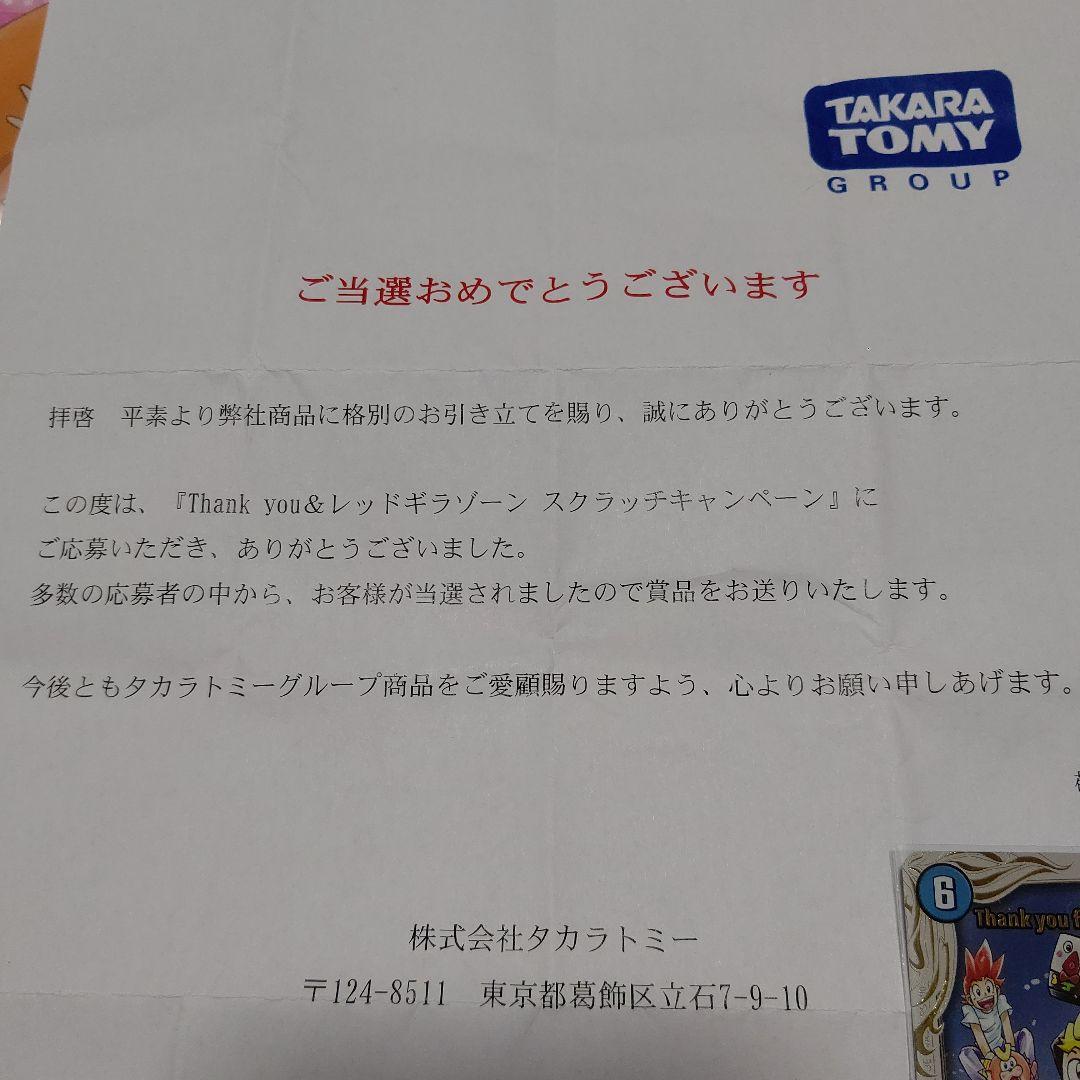 TAKARA
TOMY
GROUP
ご当選おめでとうございます
拝啓　平素より弊社商品に格別のお引き立てを賜り、誠にありがとうございます。
この度は、『Thank you&レッドギラゾーン スクラッチキャンペーン』に
ご応募いただき、ありがとうございました。
多数の応募者の中から、お客様が当選されましたので賞品をお送りいたします。
今後ともタカラトミーグループ商品をご愛顧賜りますよう、心よりお願い申しあげます。
6
Thank you
株式会社タカラトミー
〒124-8511　東京都葛飾区立石7-9-10